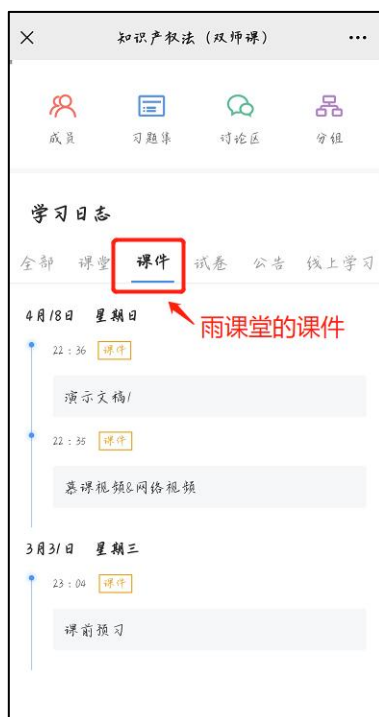 知识产权法（双师课）
成员 习题集 讨论区 分组
学习日志
全部 课堂 课件 试卷 公告 线上学习
4月18日 星期日
雨课堂的课件
22：36 课件
演示文稿1
22：35 课件
慕课视频&网络视频
3月31日 星期三
23：04 课件
课前预习